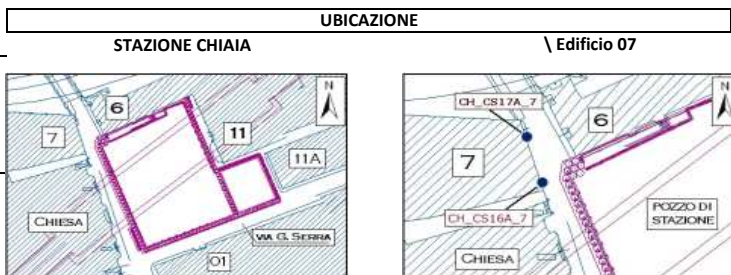 UBICAZIONE
STAZIONE CHIAIA
\ Edificio 07
6
N
7
11
11A
CHIESA
VIA G. SERRA
01
CH_CS17A_7
6
N
7
POZZO DI
STAZIONE
CH_CS16A_7
CHIESA